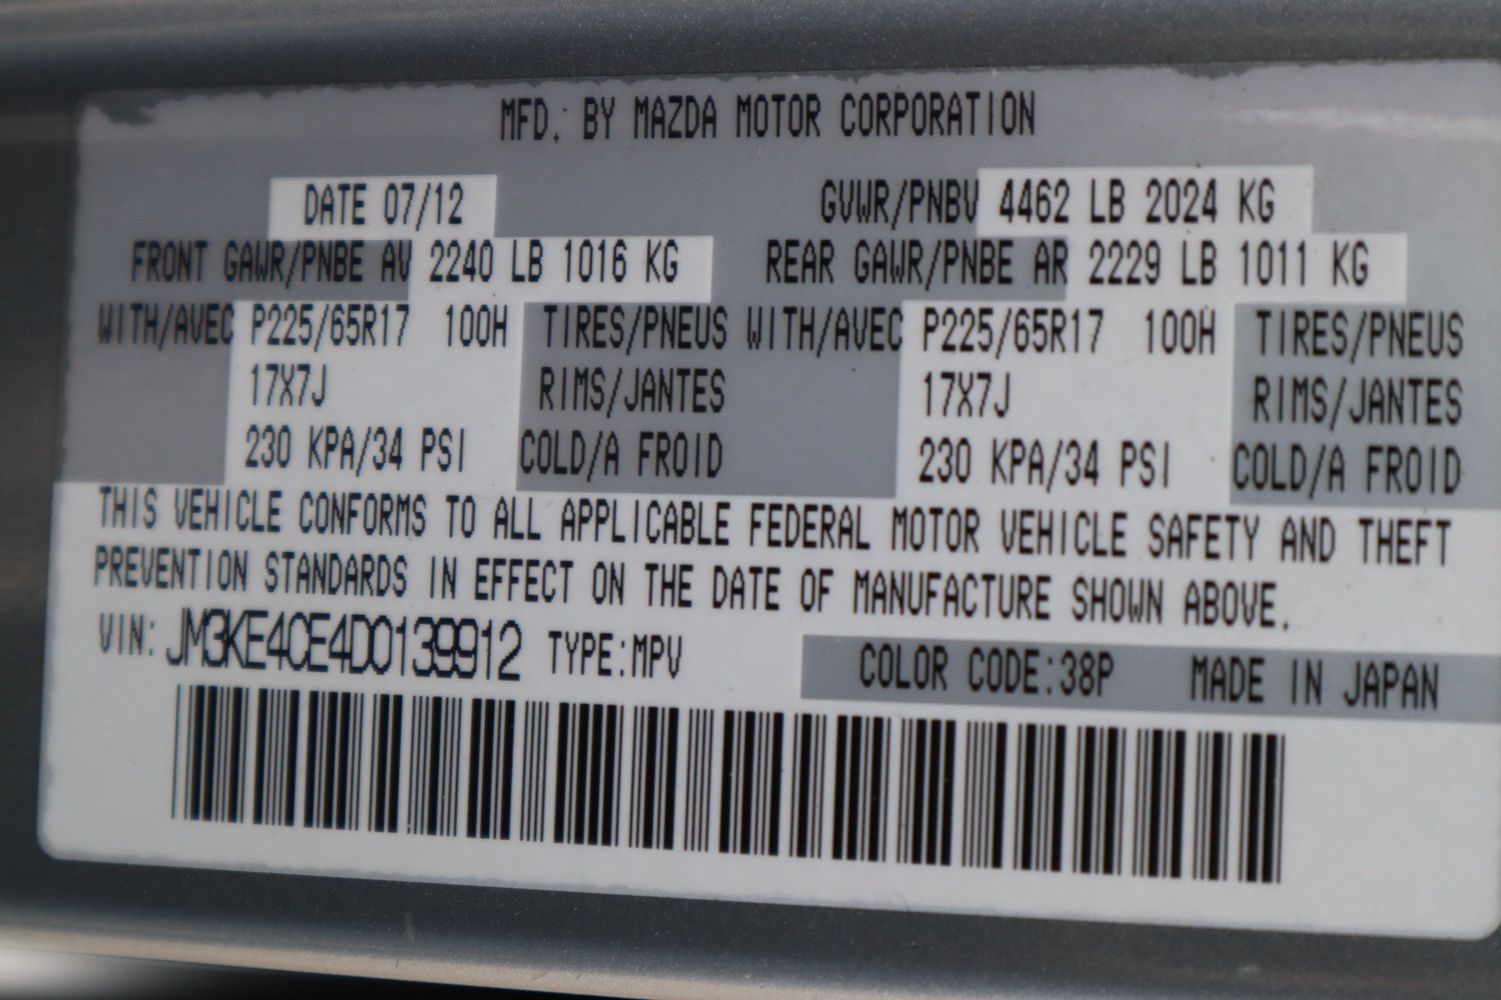 MFD. BY MAZDA MOTOR CORPORATION
DATE 07/12 GVWR/PNBV 4462 LB 2024 KG
FRONT GAWR/PNBE AV 2240 LB 1016 KG REAR GAWR/PNBE AR 2229 LB 1011 KG
WITH/AVEC P225/65R17 100H TIRES/PNEUS WITH/AVEC P225/65R17 100H TIRES/PNEUS
17X7J RIMS/JANTES 17X7J RIMS/JANTES
230 KPA/34 PSI COLD/A FROID 230 KPA/34 PSI COLD/A FROID
THIS VEHICLE CONFORMS TO ALL APPLICABLE FEDERAL MOTOR VEHICLE SAFETY AND THEFT
PREVENTION STANDARDS IN EFFECT ON THE DATE OF MANUFACTURE SHOWN ABOVE.
VIN: JM3KE4CE4D0139912 TYPE:MPV COLOR CODE:38P MADE IN JAPAN